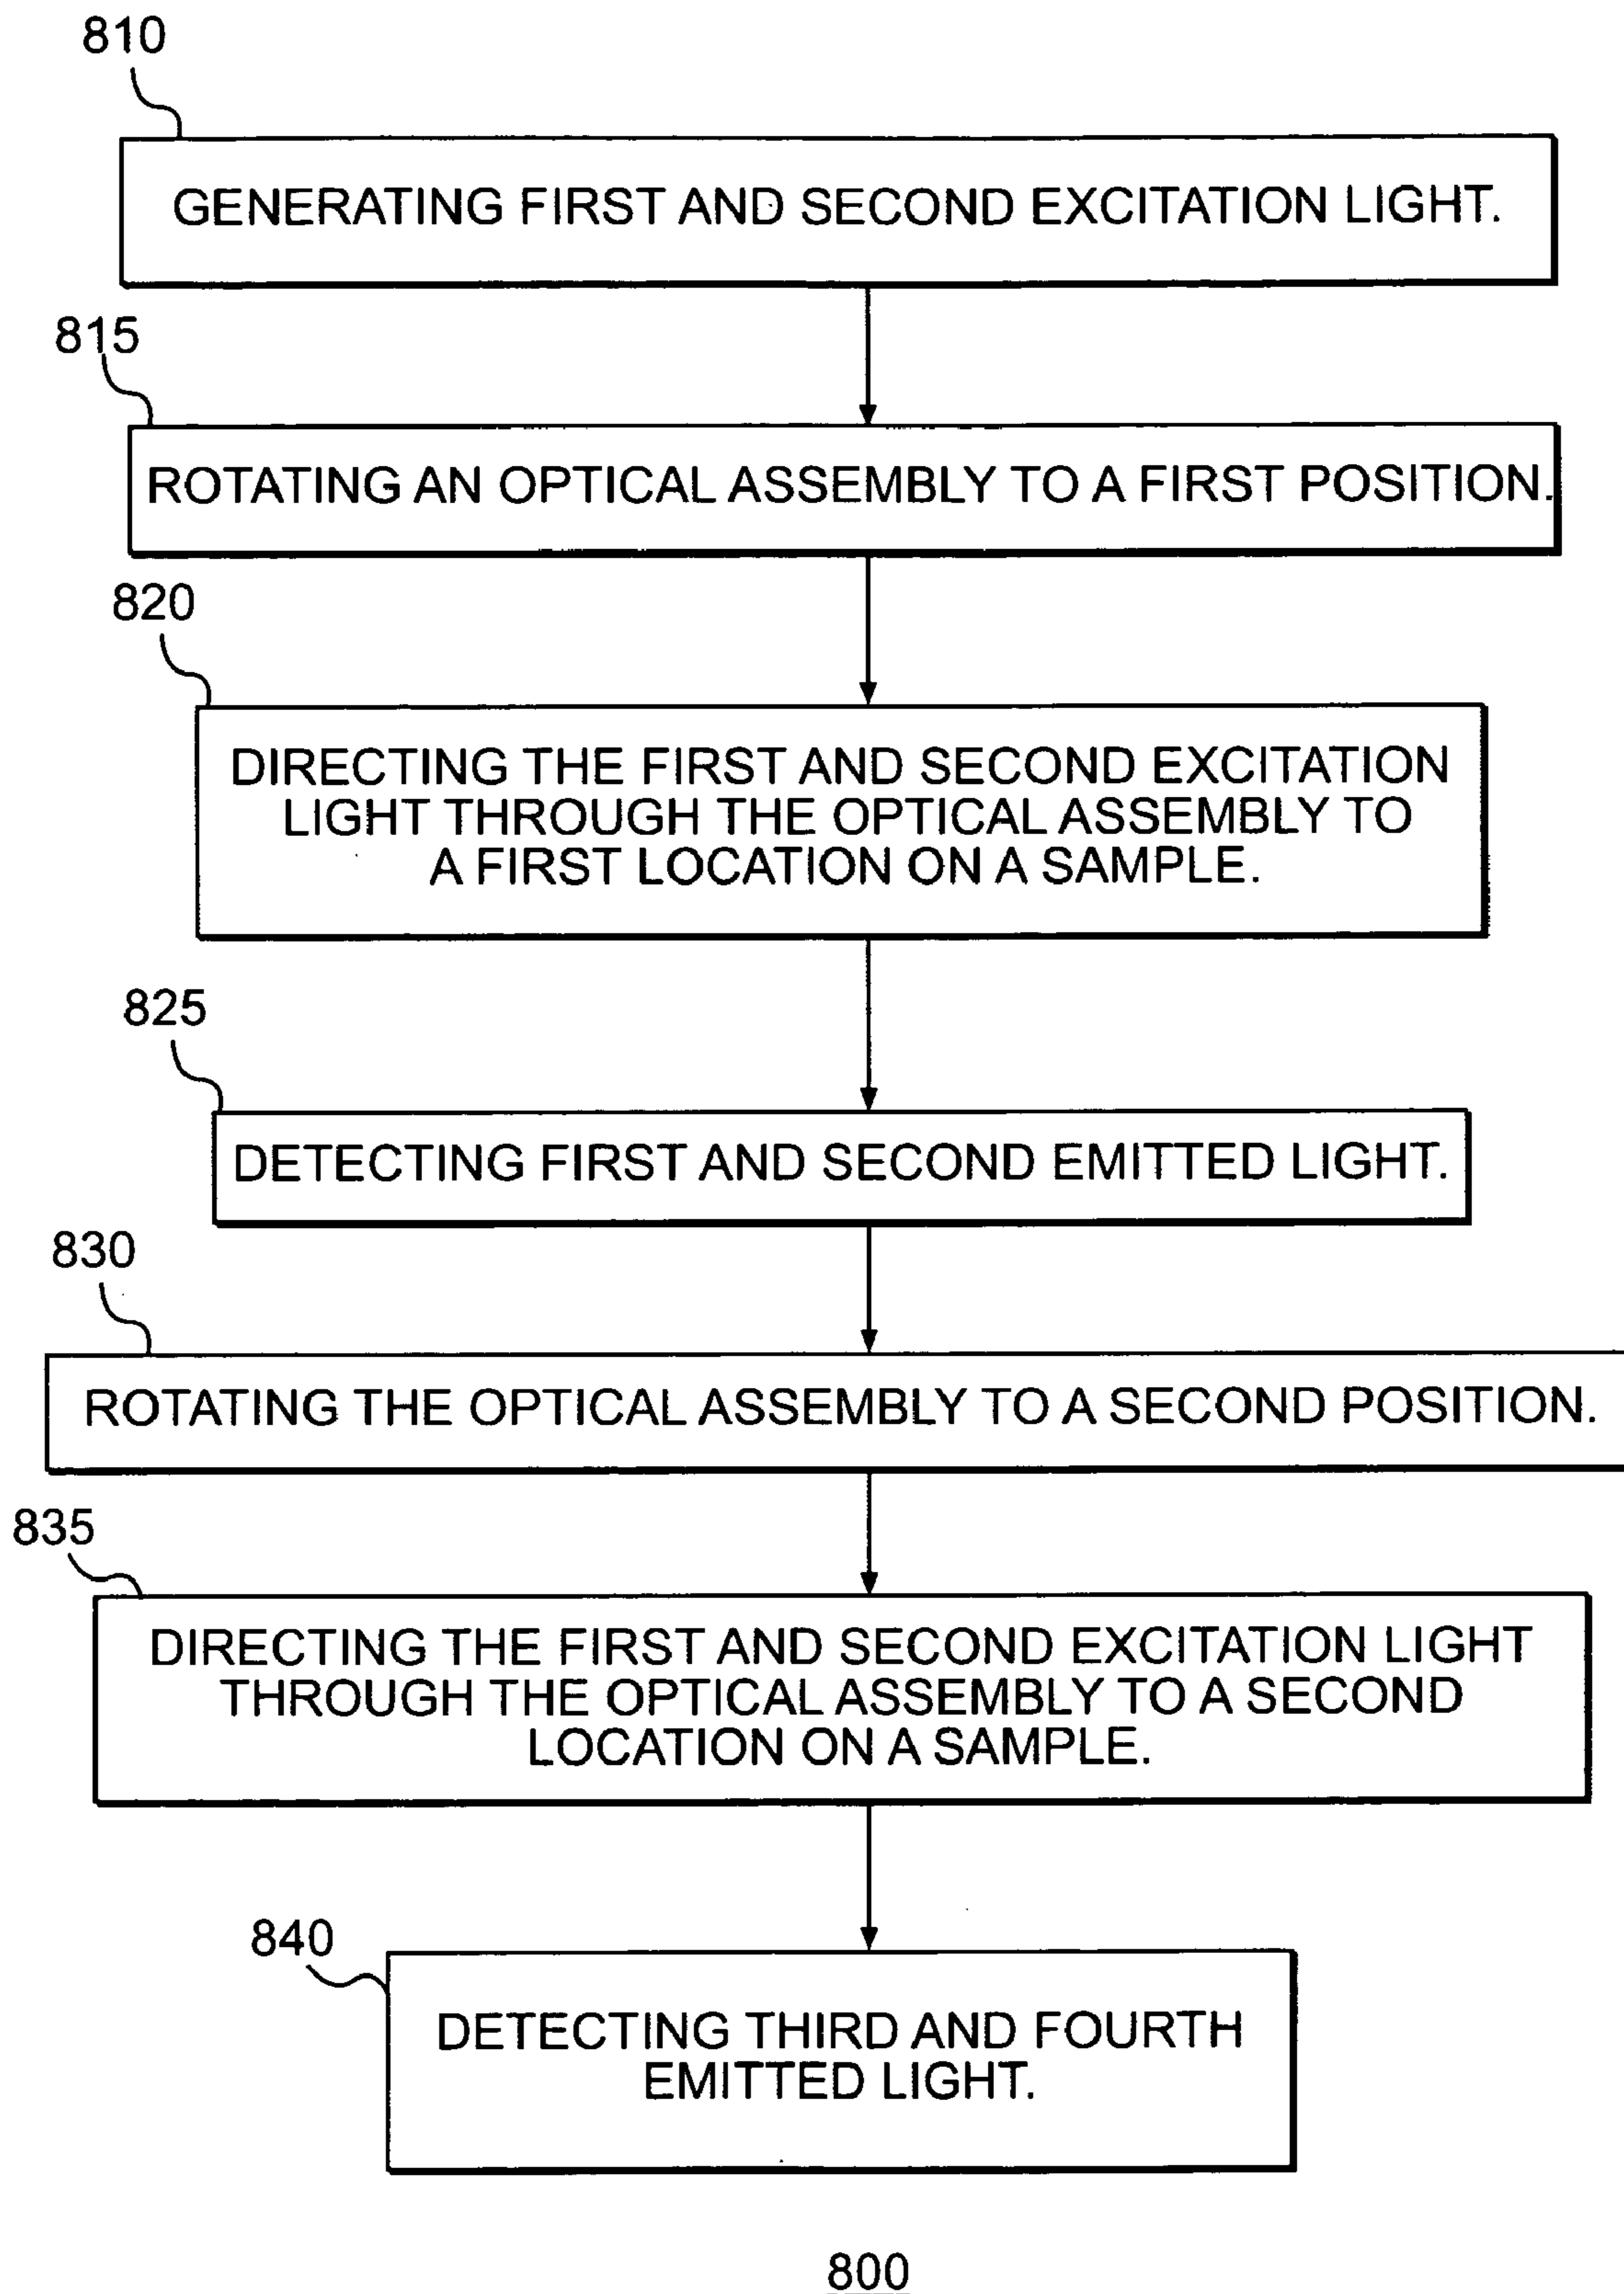 810
GENERATING FIRST AND SECOND EXCITATION LIGHT.
815
ROTATING AN OPTICAL ASSEMBLY TO A FIRST POSITION.
820
DIRECTING THE FIRST AND SECOND EXCITATION
LIGHT THROUGH THE OPTICAL ASSEMBLY TO
A FIRST LOCATION ON A SAMPLE.
825
DETECTING FIRST AND SECOND EMITTED LIGHT.
830
ROTATING THE OPTICAL ASSEMBLY TO A SECOND POSITION.
835
DIRECTING THE FIRST AND SECOND EXCITATION LIGHT
THROUGH THE OPTICAL ASSEMBLY TO A SECOND
LOCATION ON A SAMPLE.
840
DETECTING THIRD AND FOURTH
EMITTED LIGHT.
800